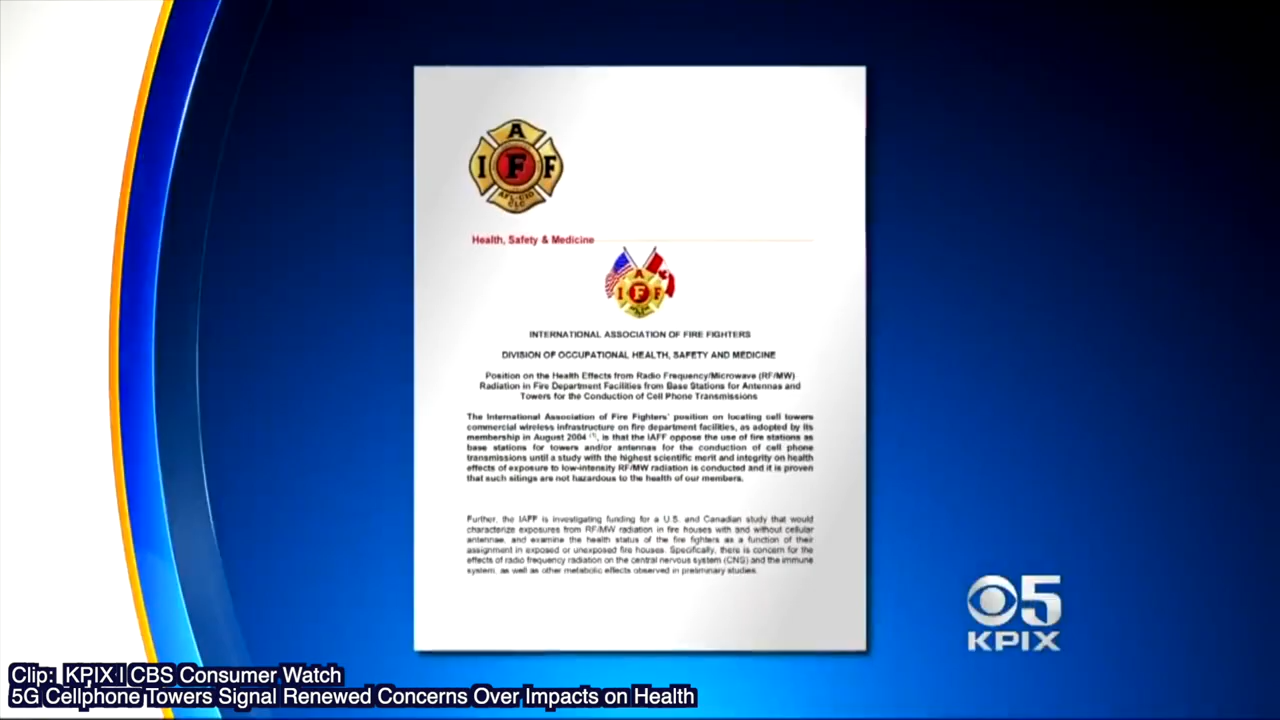 A
I F F
AFL-CIO
CLC
Health, Safety & Medicine
A
I F F
INTERNATIONAL ASSOCIATION OF FIRE FIGHTERS
DIVISION OF OCCUPATIONAL HEALTH, SAFETY AND MEDICINE
Position on the Health Effects from Radio Frequency/Microwave (RF/MW)
Radiation in Fire Department Facilities from Base Stations for Antennas and
Towers for the Conduction of Cell Phone Transmissions
The International Association of Fire Fighters' position on locating cell towers
commercial wireless infrastructure on fire department facilities, as adopted by its
membership in August 2004 (1), is that the IAFF oppose the use of fire stations as
base stations for towers and/or antennas for the conduction of cell phone
transmissions until a study with the highest scientific merit and integrity on health
effects of exposure to low-intensity RF/MW radiation is conducted and it is proven
that such sitings are not hazardous to the health of our members.
Further, the IAFF is investigating funding for a U.S. and Canadian study that would
characterize exposures from RF/MW radiation in fire houses with and without cellular
antennae, and examine the health status of the fire fighters as a function of their
assignment in exposed or unexposed fire houses. Specifically, there is concern for the
effects of radio frequency radiation on the central nervous system (CNS) and the immune
system, as well as other metabolic effects observed in preliminary studies.
5
KPIX
Clip: KPIX | CBS Consumer Watch
5G Cellphone Towers Signal Renewed Concerns Over Impacts on Health